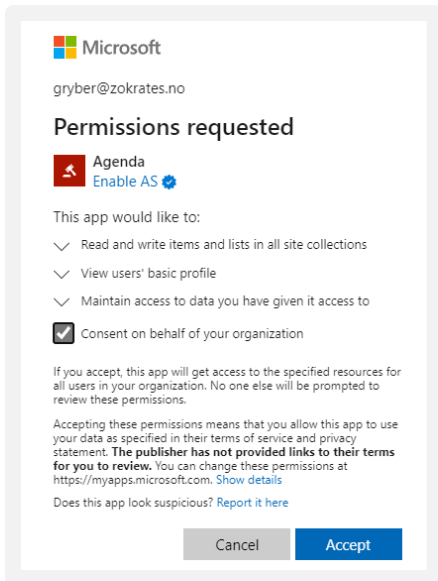 Microsoft
gryber@zokrates.no
Permissions requested
Agenda
Enable AS
This app would like to:
Read and write items and lists in all site collections
View users' basic profile
Maintain access to data you have given it access to
Consent on behalf of your organization
If you accept, this app will get access to the specified resources for
all users in your organization. No one else will be prompted to
review these permissions.
Accepting these permissions means that you allow this app to use
your data as specified in their terms of service and privacy
statement. The publisher has not provided links to their terms
for you to review. You can change these permissions at
https://myapps.microsoft.com. Show details
Does this app look suspicious? Report it here
Cancel Accept